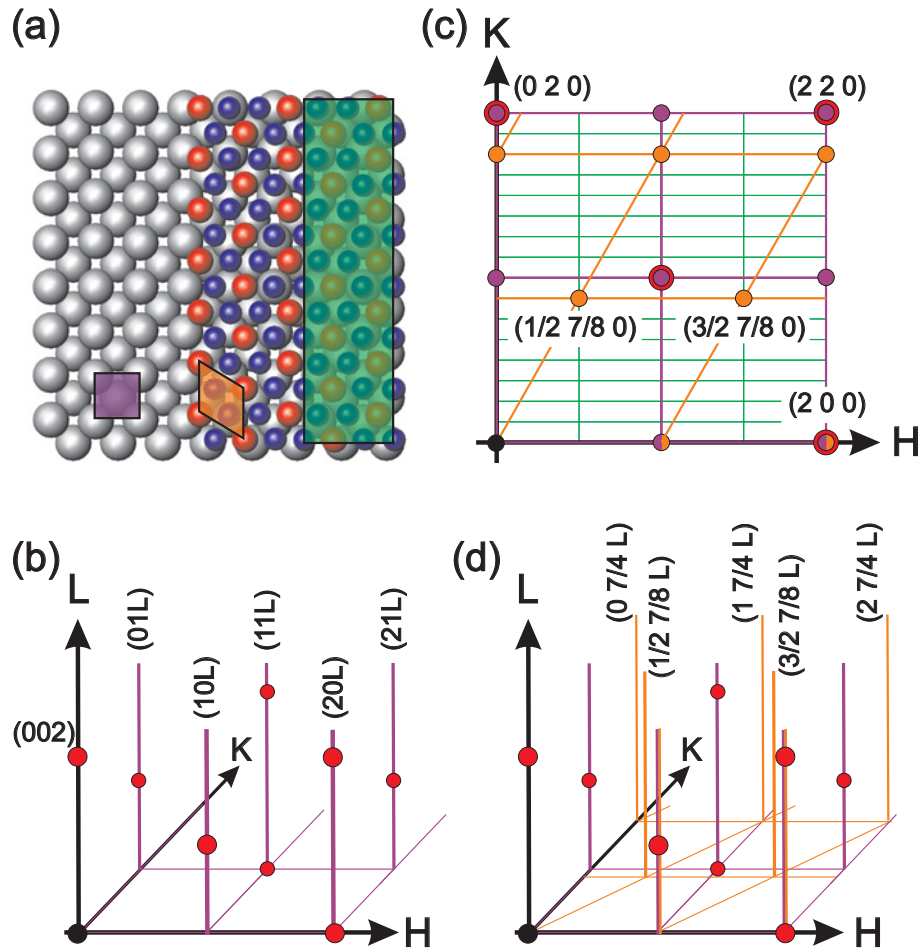 (a)
(c)
K
(0 2 0)
(2 2 0)
(1/2 7/8 0)
(3/2 7/8 0)
(2 0 0)
H
(b)
L
(01L)
(11L)
(21L)
(10L)
(20L)
(002)
K
H
(d)
L
(0 7/4 L)
(1/2 7/8 L)
(1 7/4 L)
(3/2 7/8 L)
(2 7/4 L)
K
H